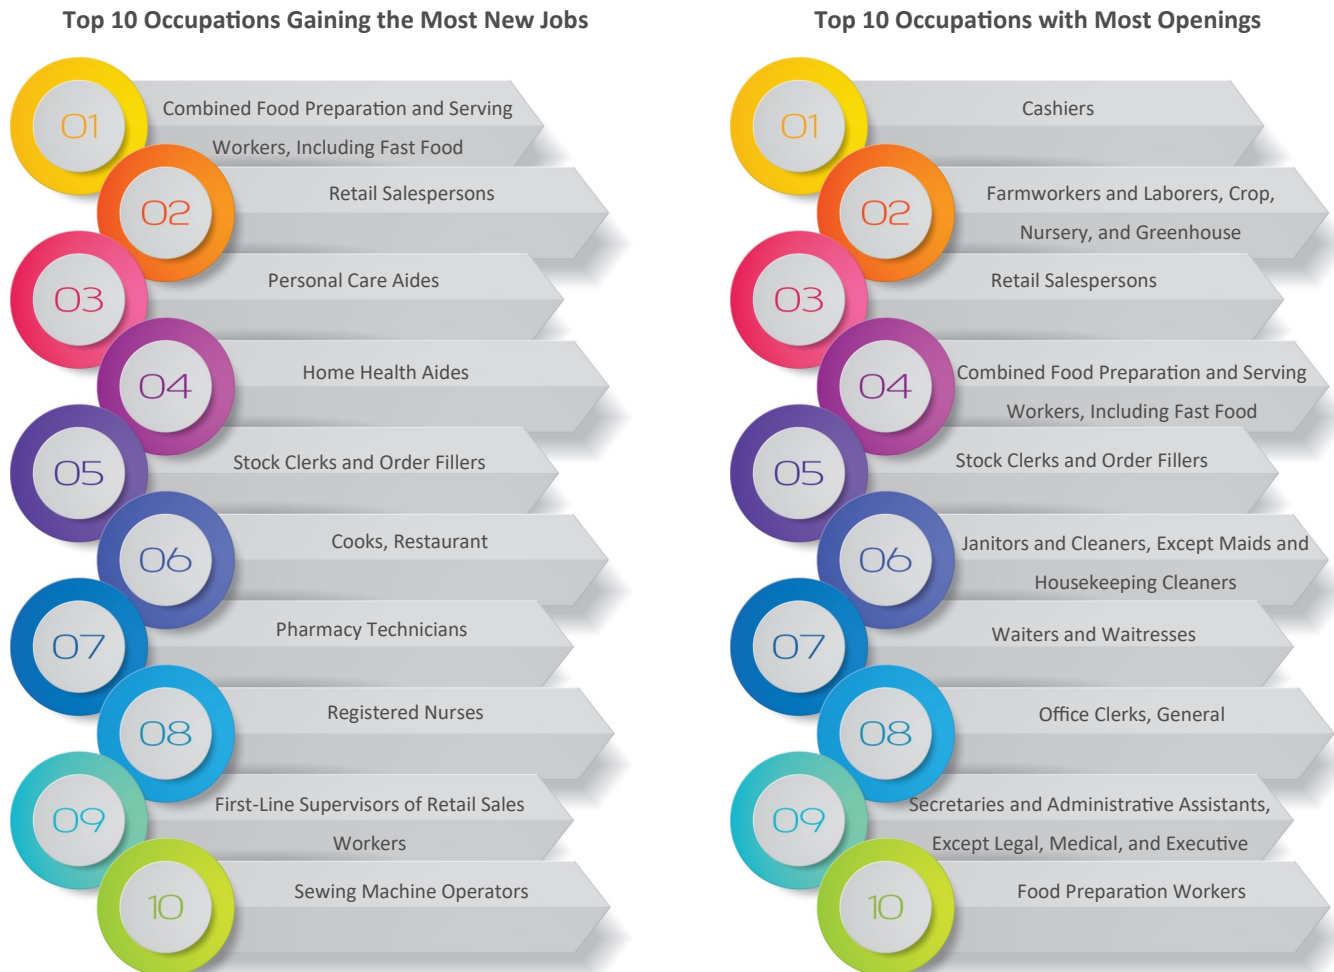 Top 10 Occupations Gaining the Most New Jobs
01
Combined Food Preparation and Serving
Workers, Including Fast Food
02
Retail Salespersons
03
Personal Care Aides
04
Home Health Aides
05
Stock Clerks and Order Fillers
06
Cooks, Restaurant
07
Pharmacy Technicians
08
Registered Nurses
09
First-Line Supervisors of Retail Sales
Workers
10
Sewing Machine Operators
Top 10 Occupations with Most Openings
01
Cashiers
02
Farmworkers and Laborers, Crop,
Nursery, and Greenhouse
03
Retail Salespersons
04
Combined Food Preparation and Serving
Workers, Including Fast Food
05
Stock Clerks and Order Fillers
06
Janitors and Cleaners, Except Maids and
Housekeeping Cleaners
07
Waiters and Waitresses
08
Office Clerks, General
09
Secretaries and Administrative Assistants,
Except Legal, Medical, and Executive
10
Food Preparation Workers